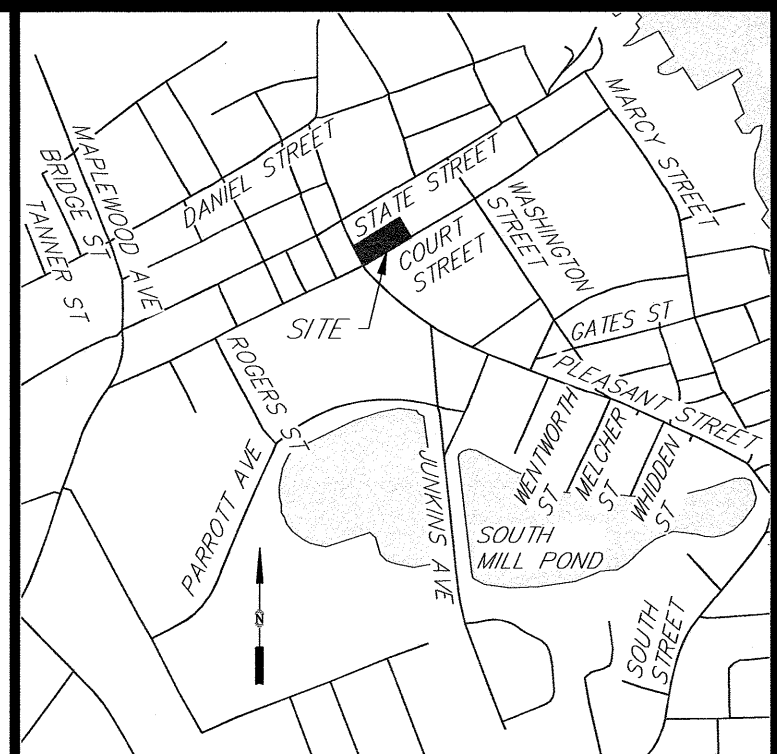 MARCY STREET
MAPLEWOOD AVE
BRIDGE ST
TANNER ST
DANIEL STREET
STATE STREET
WASHINGTON
STREET
COURT
STREET
SITE
GATES ST
ROGERS ST
PLEASANT STREET
PARROTT AVE
JUNKINS AVE
WENTWORTH
ST
MELCHER
ST
WHIDDEN
ST
SOUTH
MILL POND
N
SOUTH
STREET